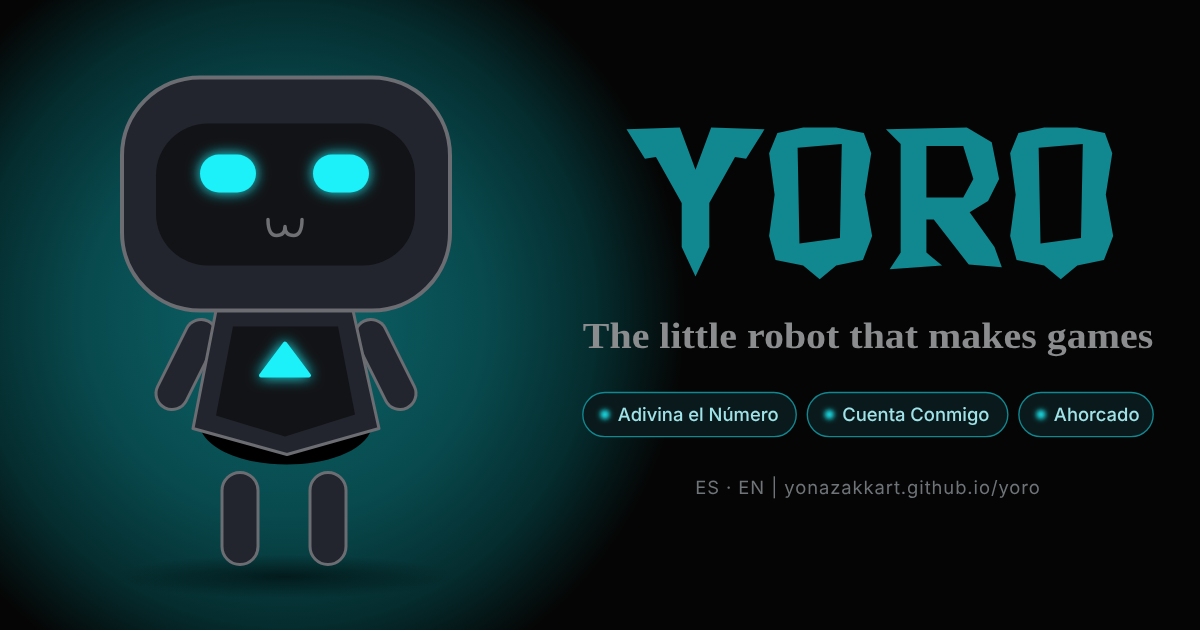 YORO
The little robot that makes games
Adivina el Número Cuenta Conmigo Ahorcado
ES · EN | yonazakkart.github.io/yoro